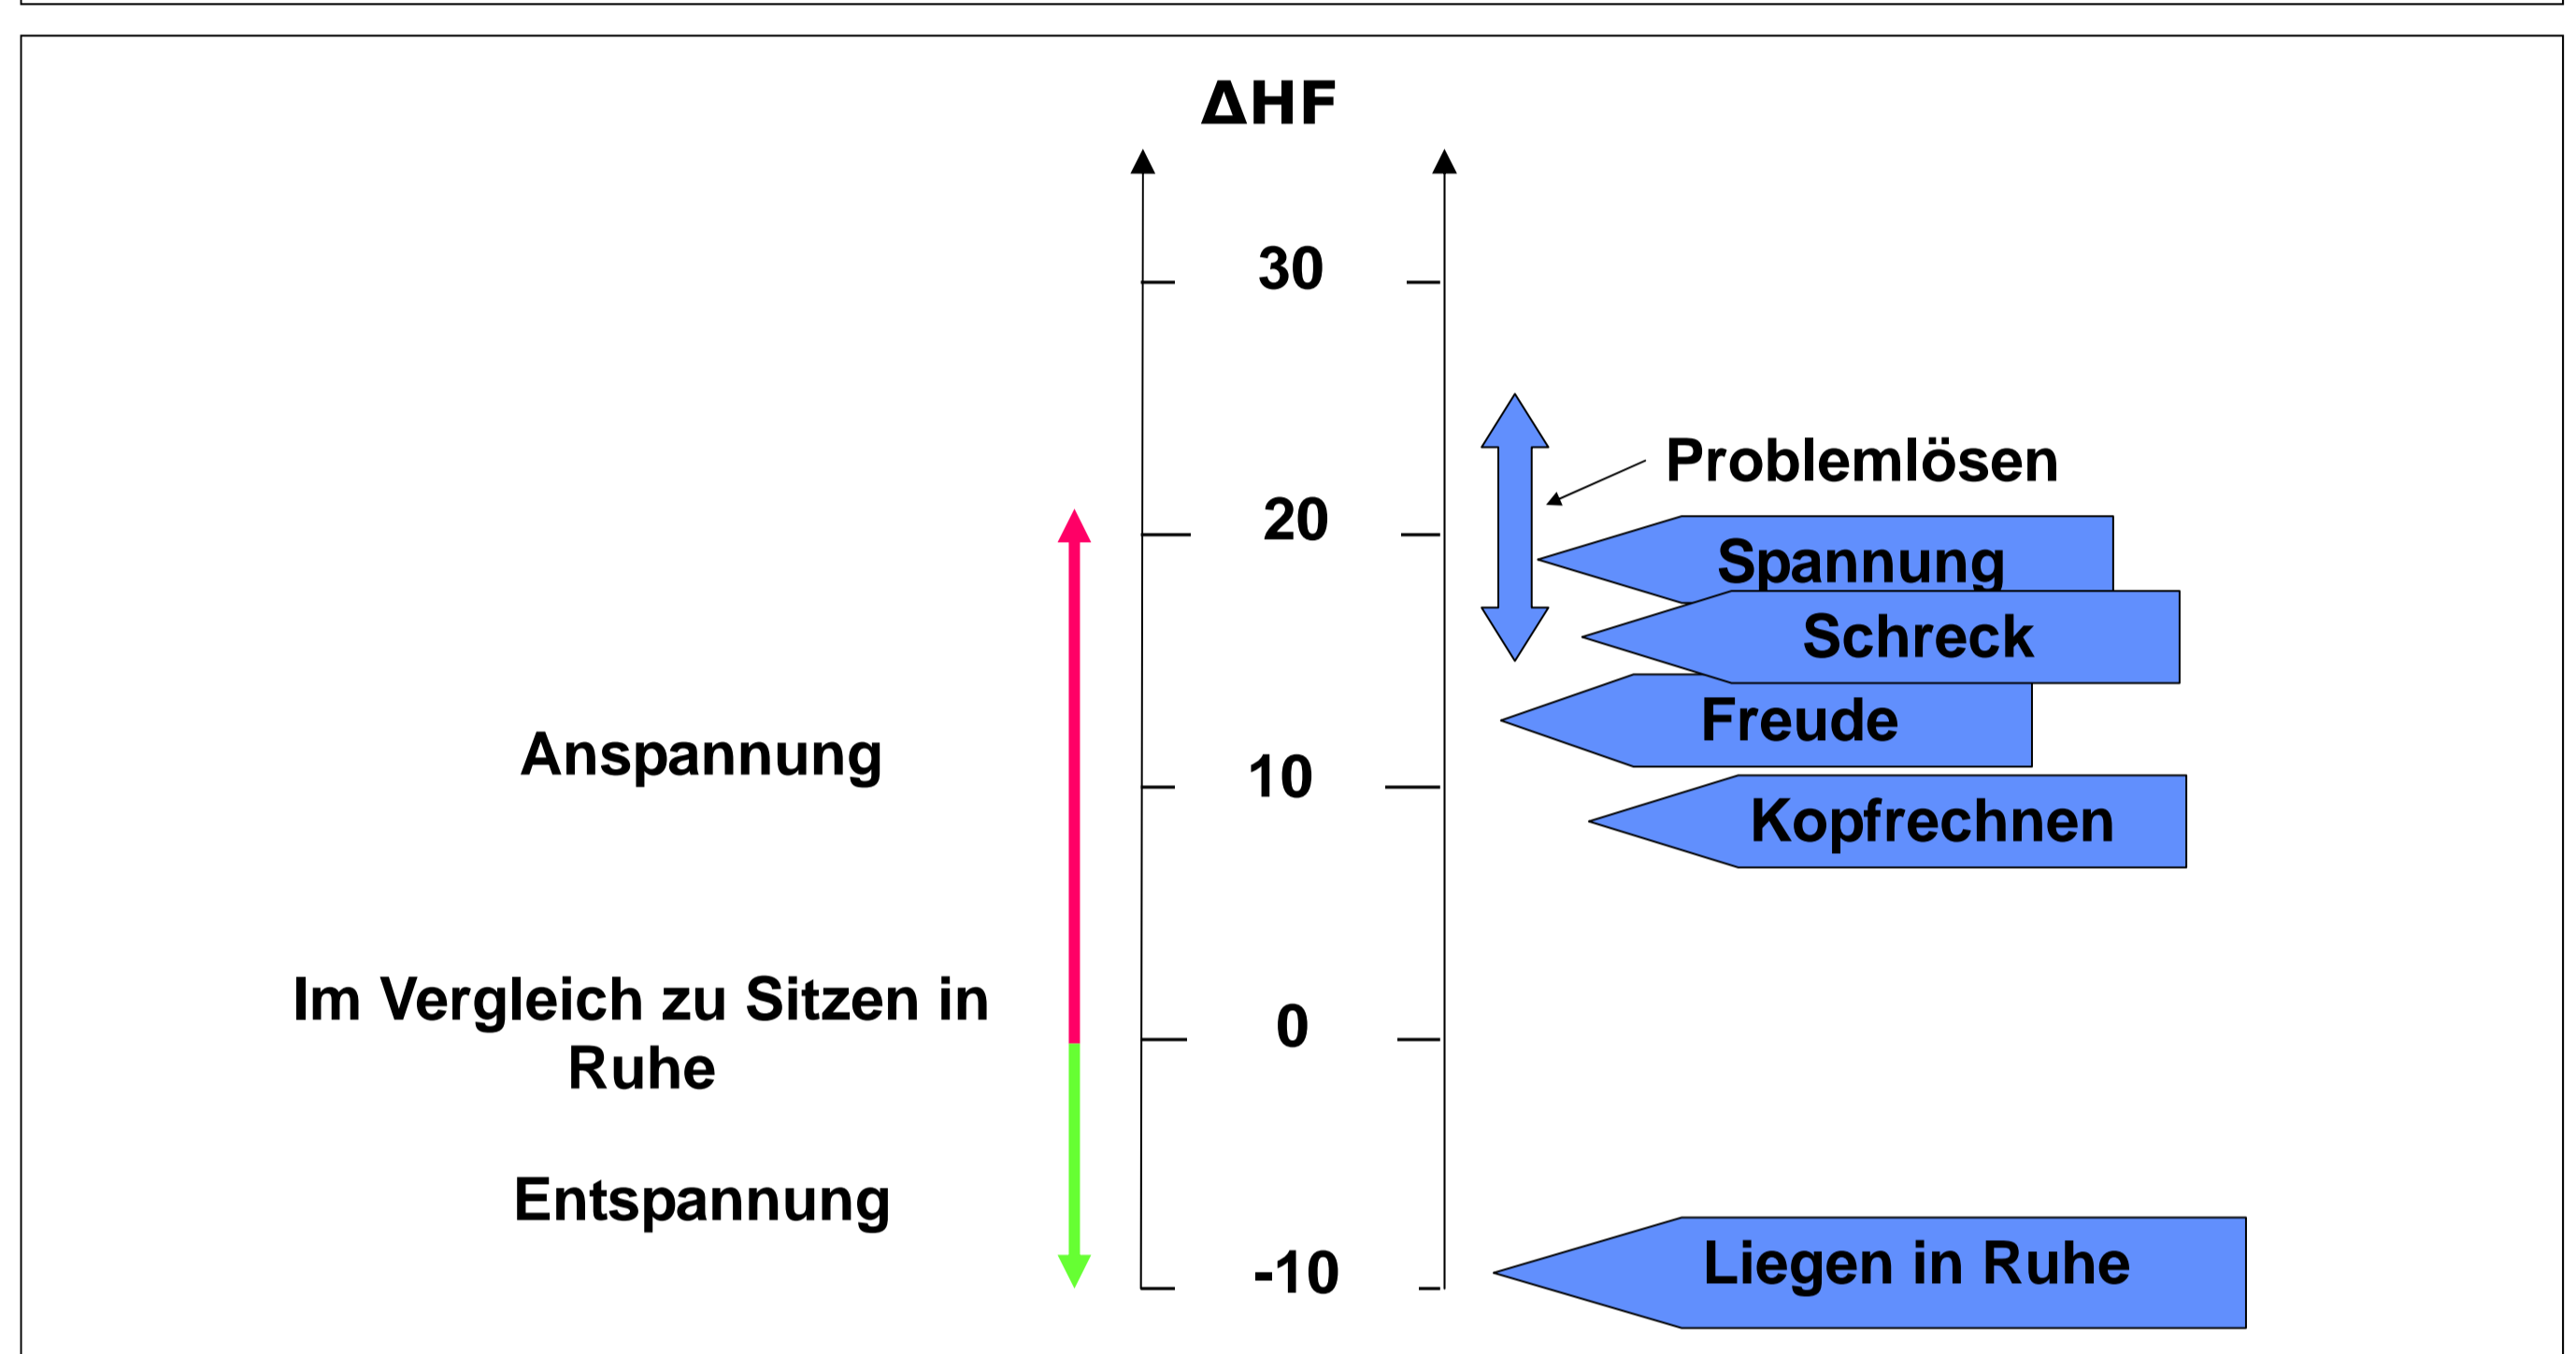 ΔHF
30
Problemlösen
20
Spannung
Schreck
Freude
Anspannung
10
Kopfrechnen
Im Vergleich zu Sitzen in
Ruhe
0
Entspannung
-10
Liegen in Ruhe